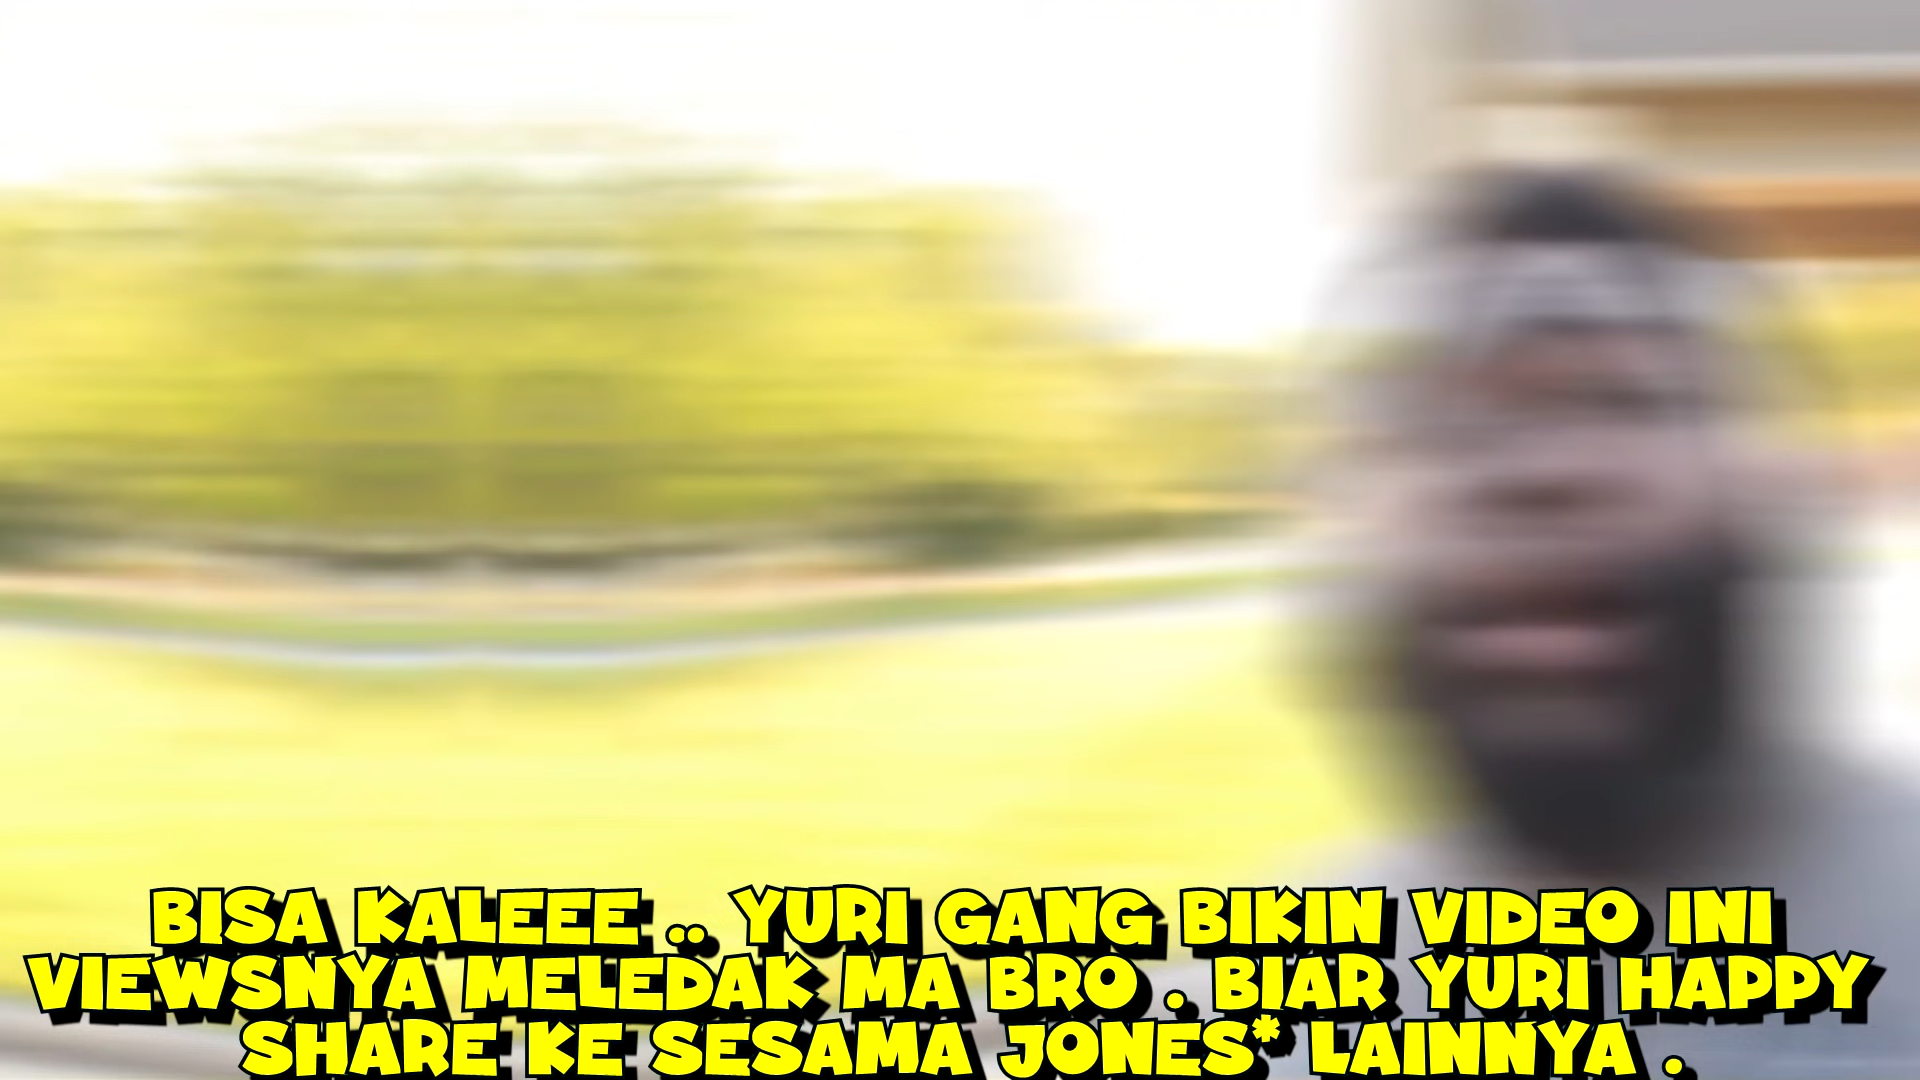 BISA KALEEE .. YURI GANG BIKIN VIDEO INI
VIEWSNYA MELEDAK MA BRO . BIAR YURI HAPPY
SHARE KE SESAMA JONES* LAINNYA .